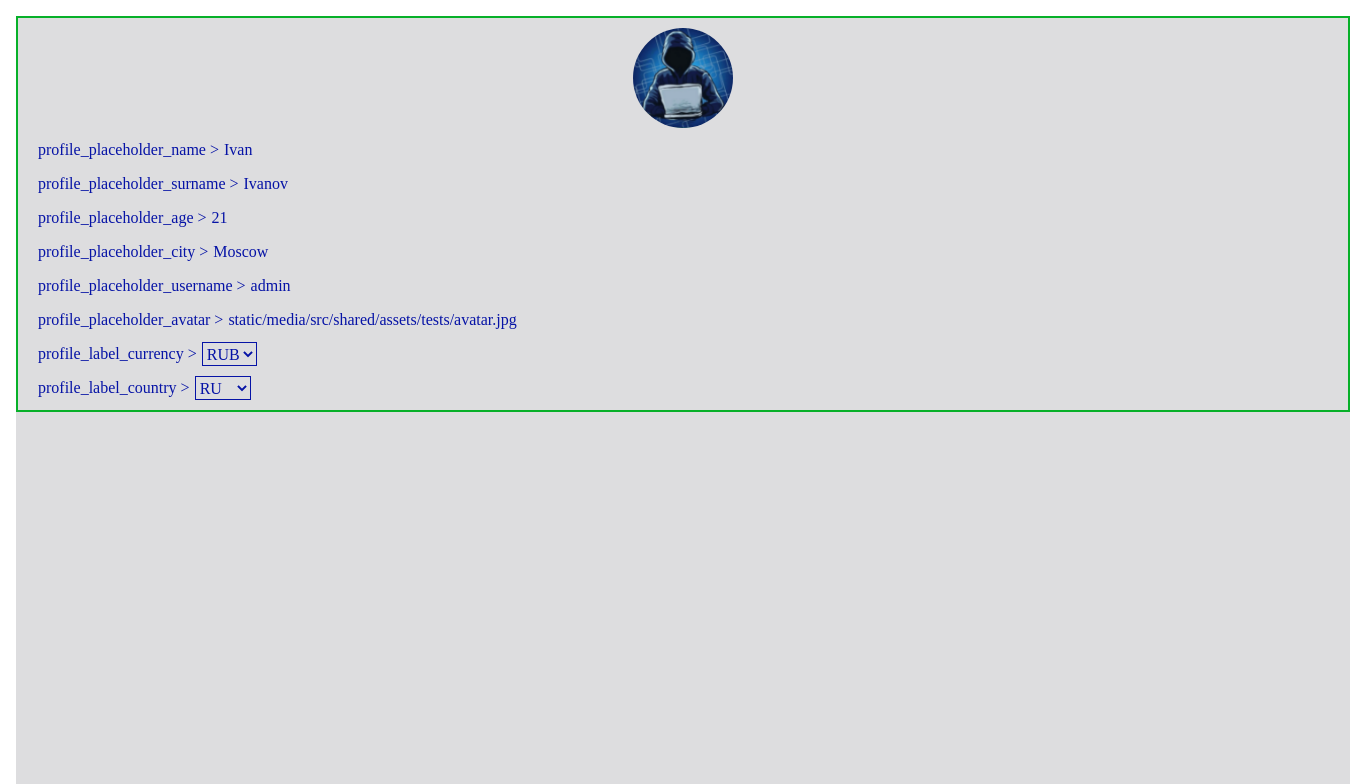 profile_placeholder_name > Ivan
profile_placeholder_surname > Ivanov
profile_placeholder_age > 21
profile_placeholder_city > Moscow
profile_placeholder_username > admin
profile_placeholder_avatar > static/media/src/shared/assets/tests/avatar.jpg
profile_label_currency > RUB
profile_label_country > RU